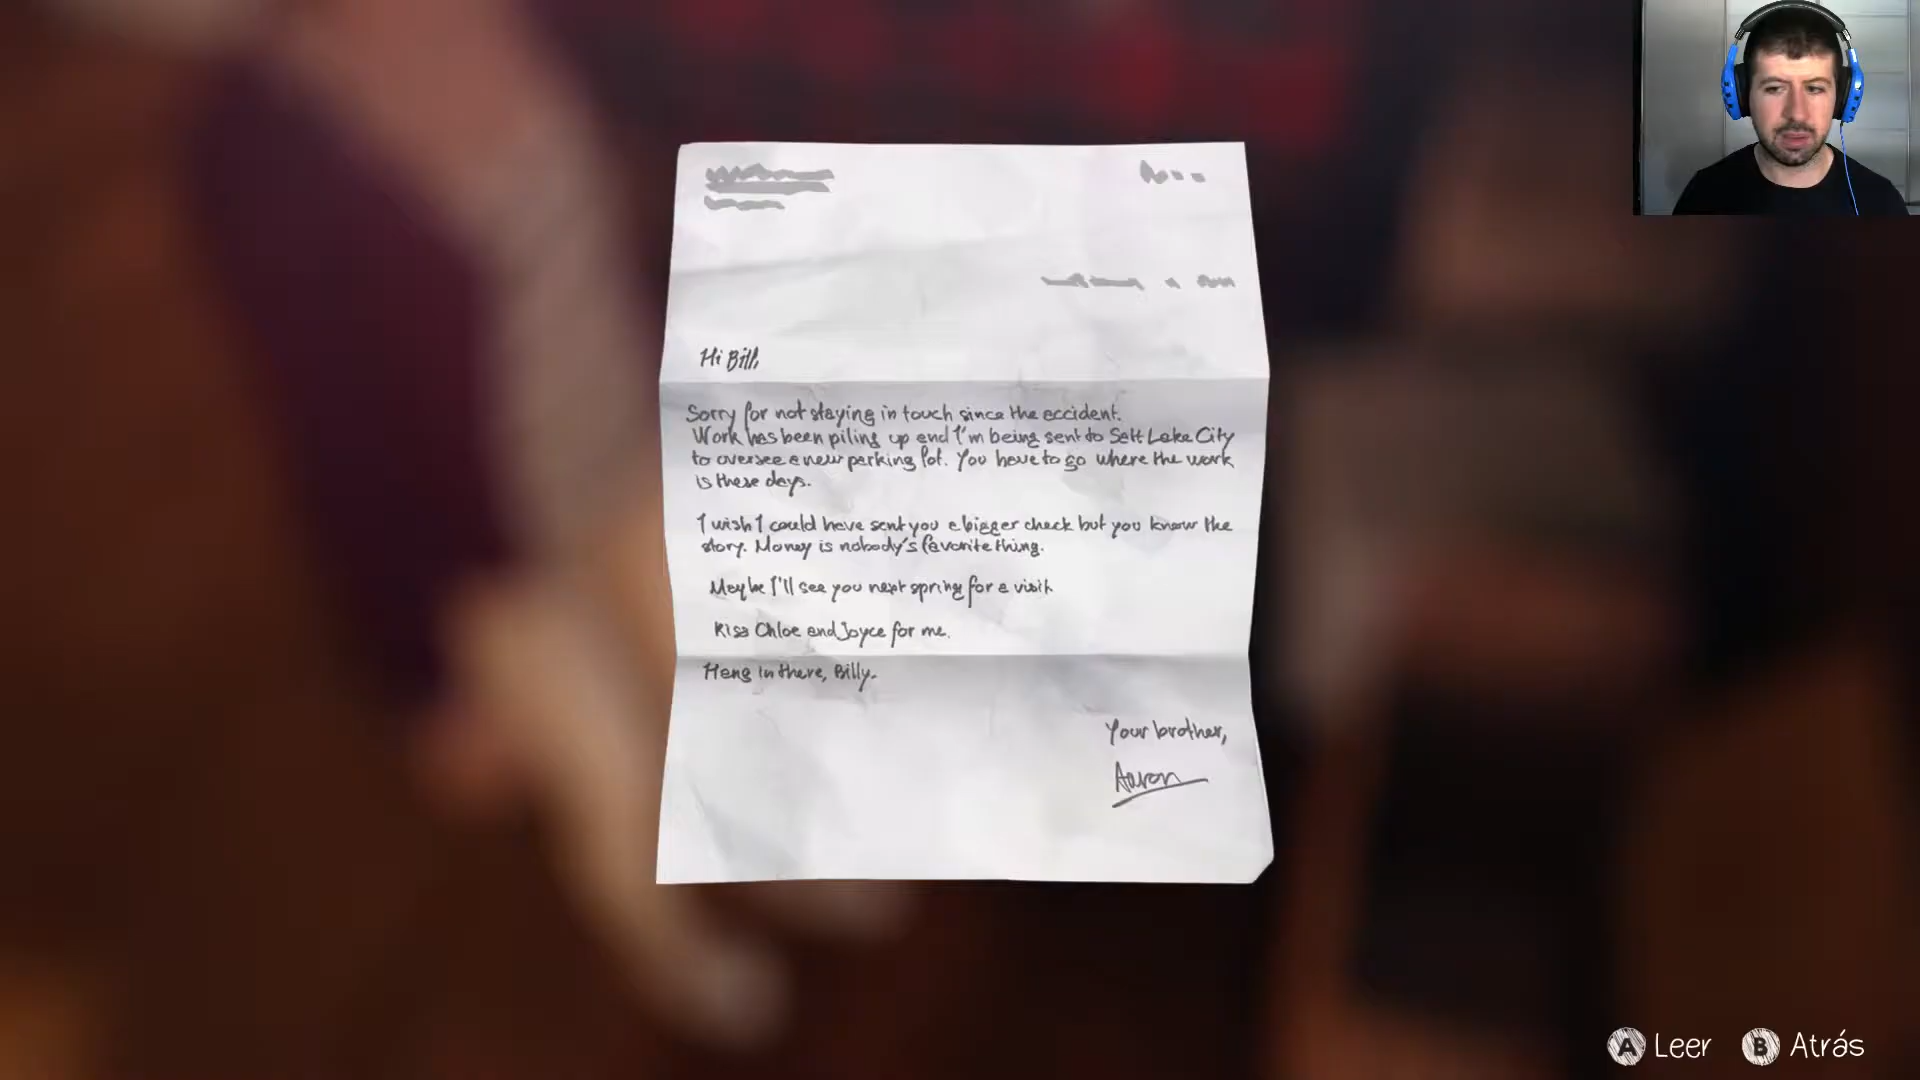 Hi Bill,
Sorry for not staying in touch since the accident.
Work has been piling up and I'm being sent to Salt Lake City
to oversee a new parking lot. You have to go where the work
is these days.
I wish I could have sent you a bigger check but you know the
story. Money is nobody's favorite thing.
Maybe I'll see you next spring for a visit.
Kiss Chloe and Joyce for me.
Hang in there, Billy.
Your brother,
Aaron
A Leer B Atrás